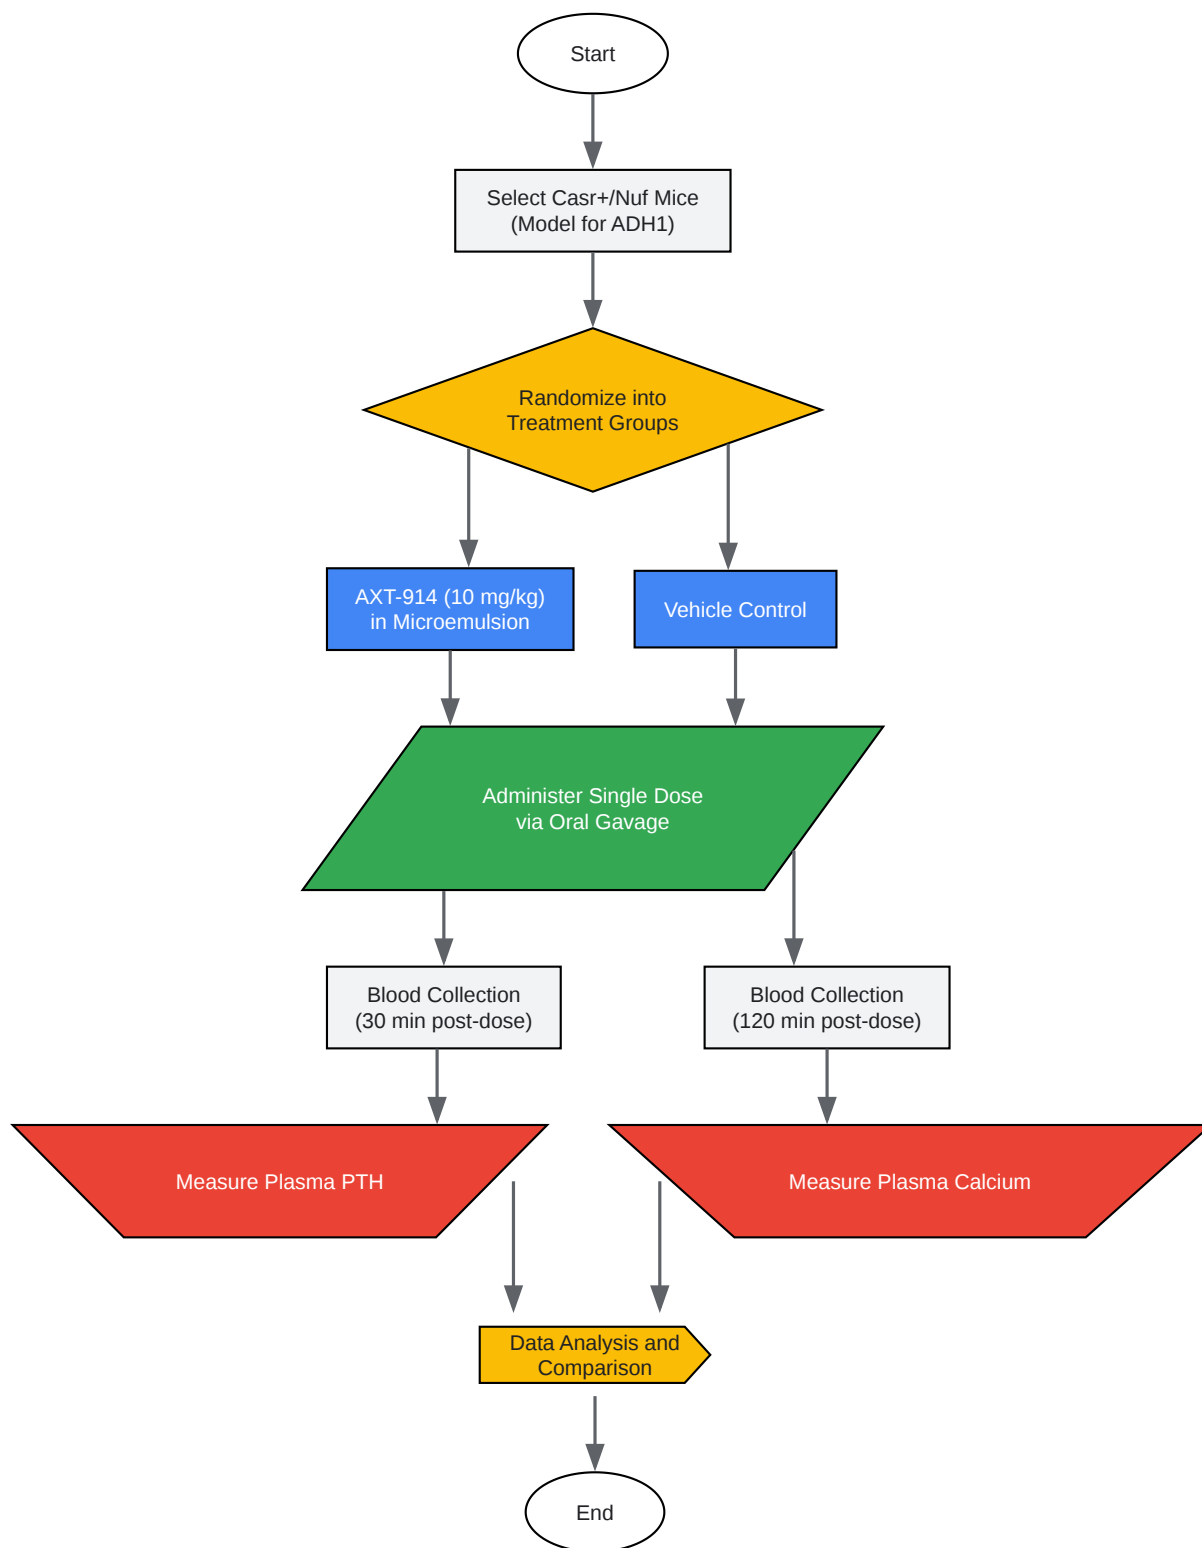 Start
Select Casr+/Nuf Mice
(Model for ADH1)
Randomize into
Treatment Groups
AXT-914 (10 mg/kg)
in Microemulsion
Vehicle Control
Administer Single Dose
via Oral Gavage
Blood Collection
(30 min post-dose)
Blood Collection
(120 min post-dose)
Measure Plasma PTH
Measure Plasma Calcium
Data Analysis and
Comparison
End